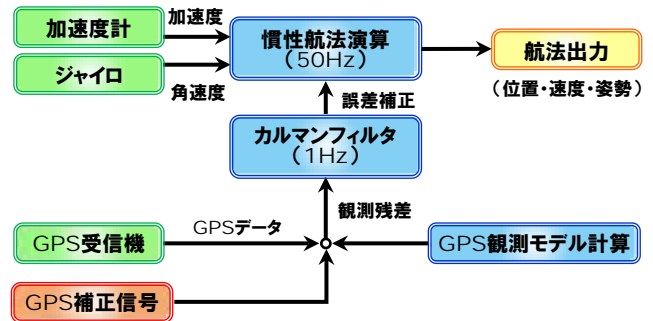 加速度計
加速度
慣性航法演算
(50Hz)
航法出力
ジャイロ
角速度
(位置・速度・姿勢)
誤差補正
カルマンフィルタ
(1Hz)
観測残差
GPS受信機
GPSデータ
GPS観測モデル計算
GPS補正信号